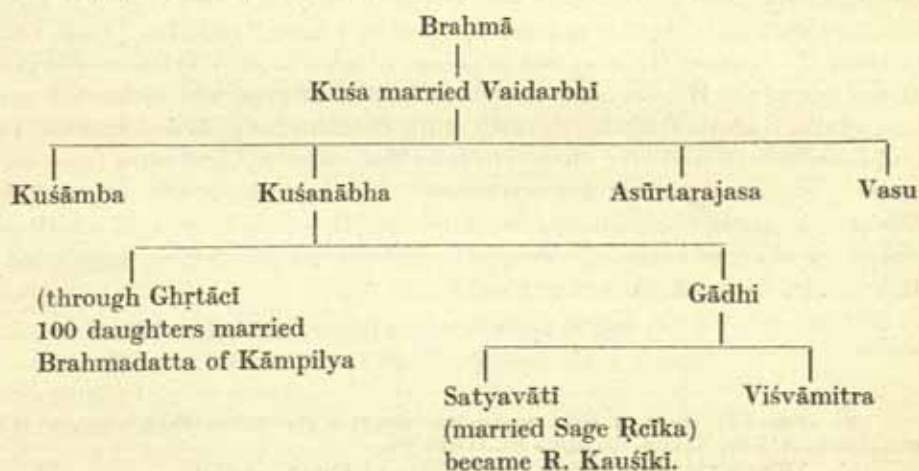 Brahmā
Kuśa married Vaidarbhī
Kuśāmba Kuśanābha Asūrtarajasa Vasu
(through Ghṛtācī Gādhi
100 daughters married
Brahmadatta of Kāmpilya
Satyavātī Viśvāmitra
(married Sage Ṛcīka)
became R. Kauśīkī.